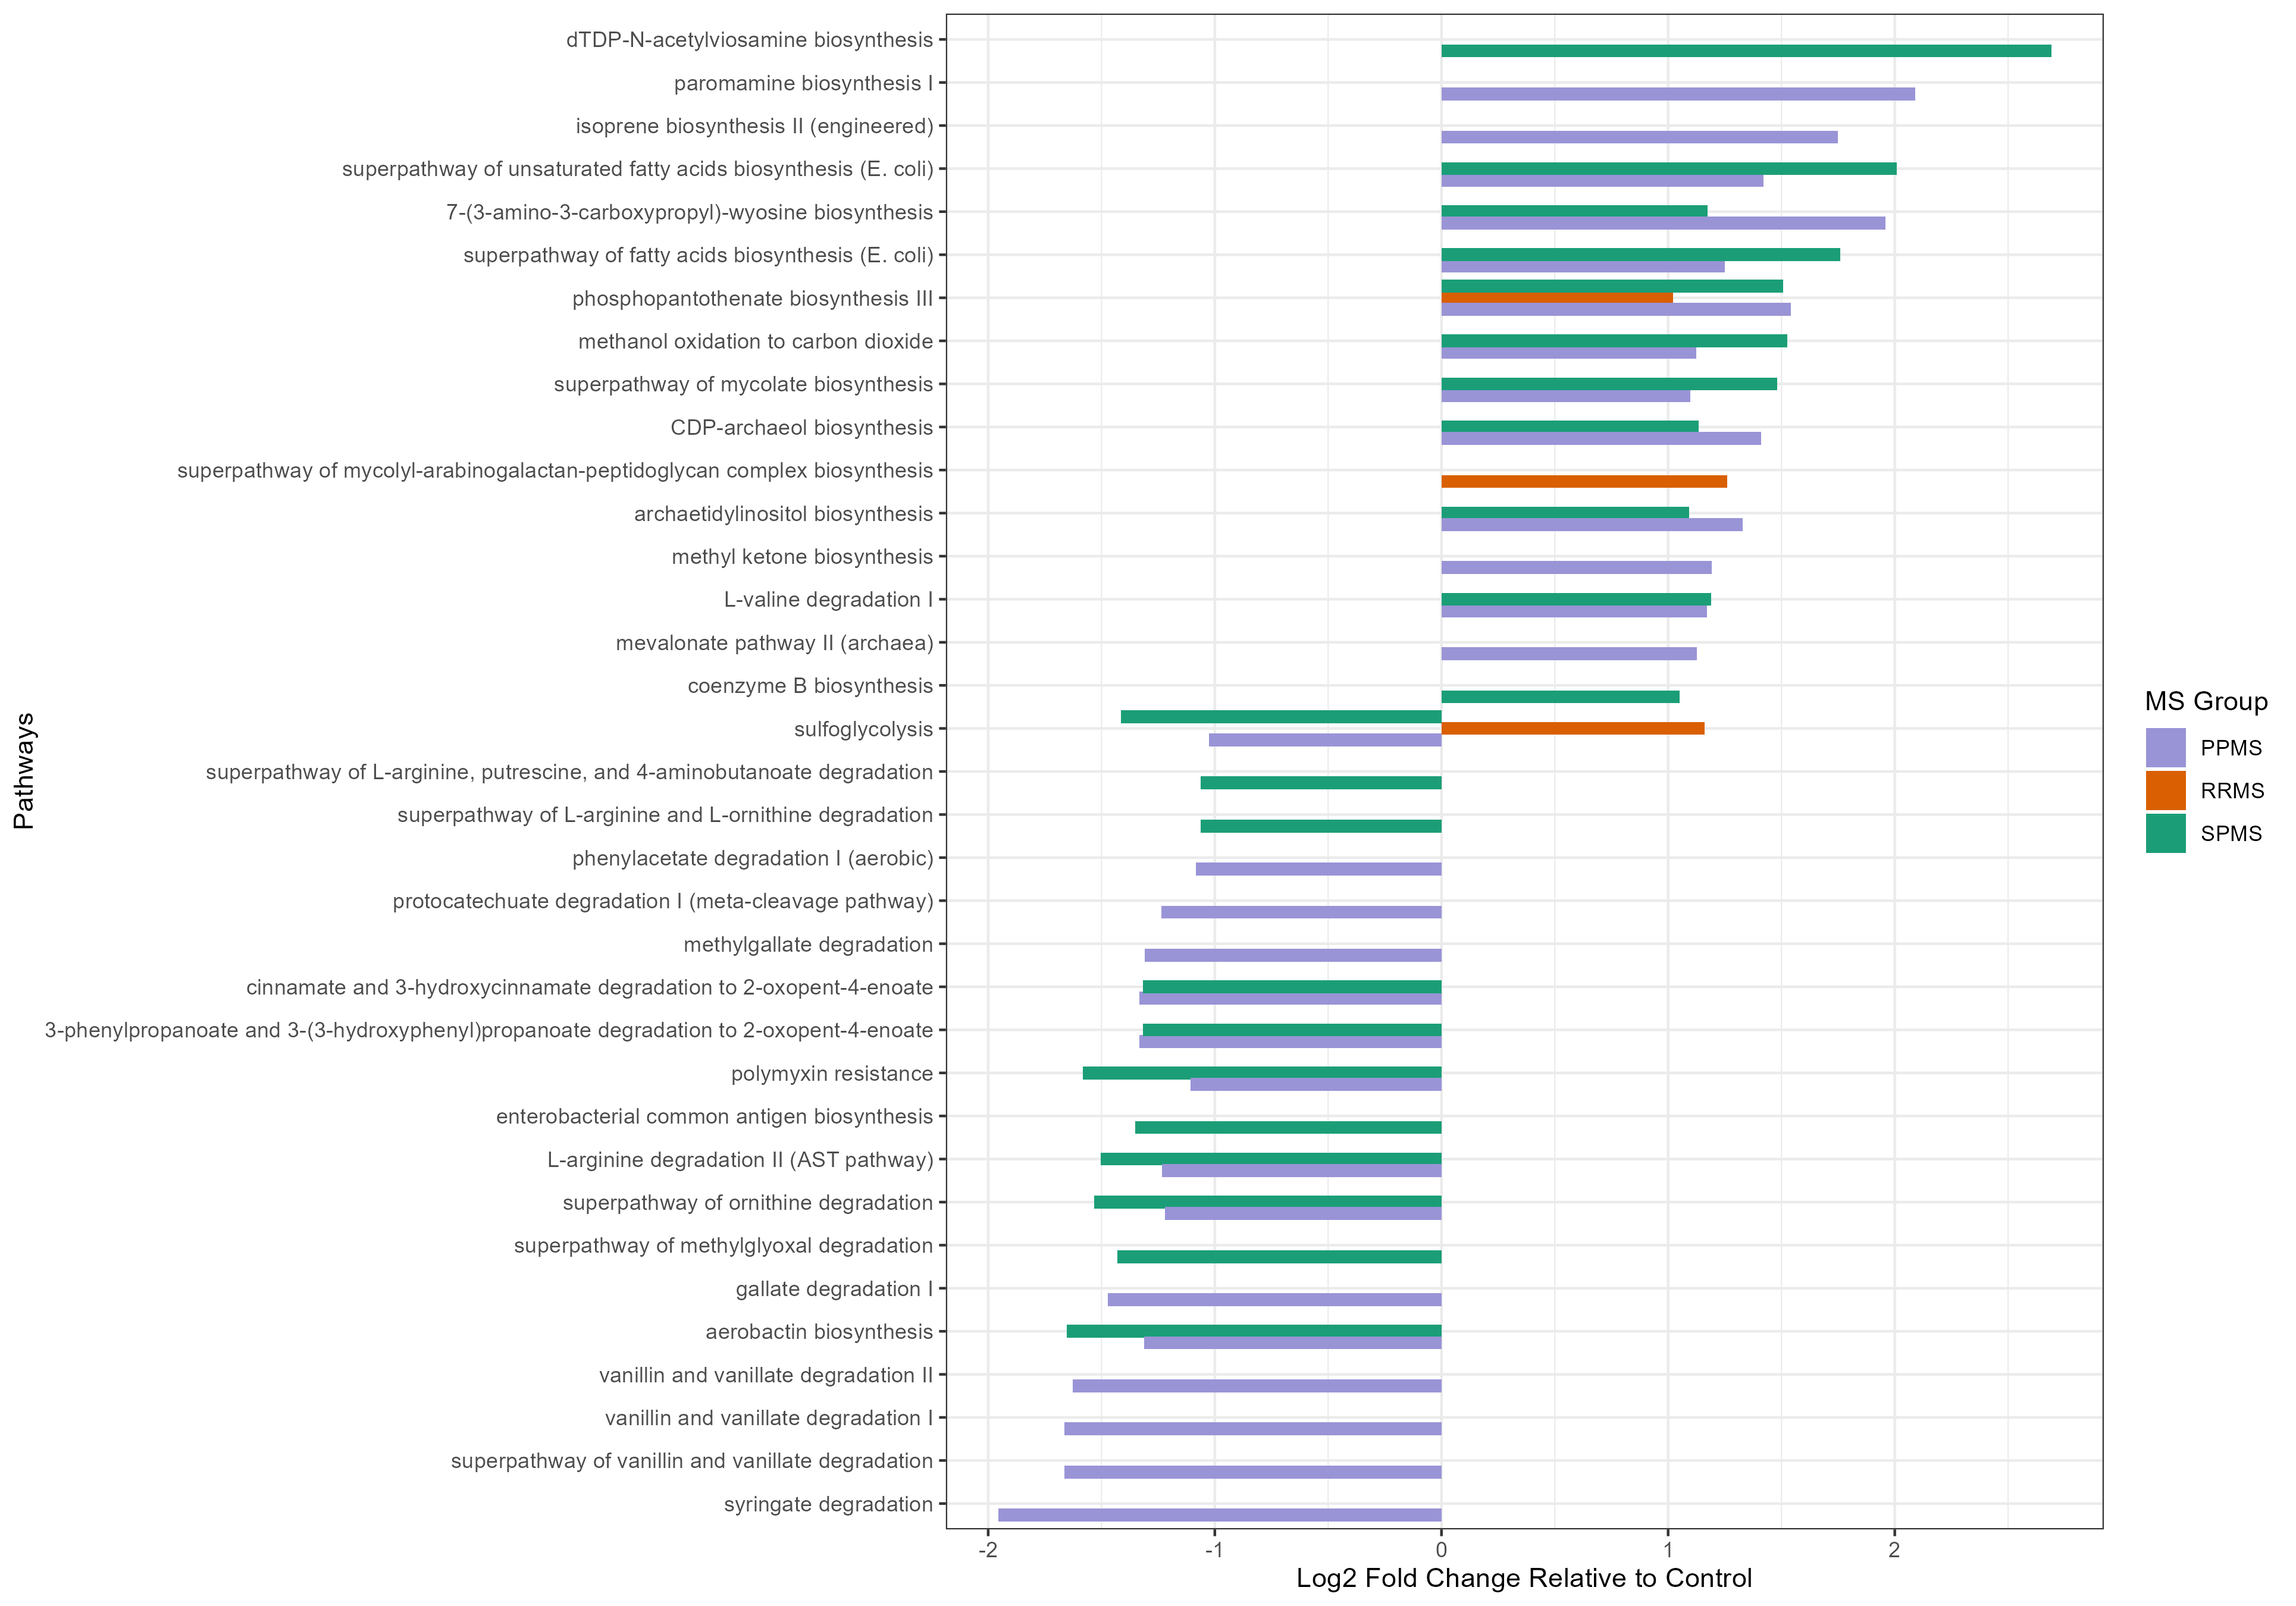 dTDP-N-acetylviosamine biosynthesis
paromamine biosynthesis I
isoprene biosynthesis II (engineered)
superpathway of unsaturated fatty acids biosynthesis (E. coli)
7-(3-amino-3-carboxypropyl)-wyosine biosynthesis
superpathway of fatty acids biosynthesis (E. coli)
phosphopantothenate biosynthesis III
methanol oxidation to carbon dioxide
superpathway of mycolate biosynthesis
CDP-archaeol biosynthesis
superpathway of mycolyl-arabinogalactan-peptidoglycan complex biosynthesis
archaetidylinositol biosynthesis
methyl ketone biosynthesis
L-valine degradation I
mevalonate pathway II (archaea)
coenzyme B biosynthesis
sulfoglycolysis
superpathway of L-arginine, putrescine, and 4-aminobutanoate degradation
superpathway of L-arginine and L-ornithine degradation
phenylacetate degradation I (aerobic)
protocatechuate degradation I (meta-cleavage pathway)
methylgallate degradation
cinnamate and 3-hydroxycinnamate degradation to 2-oxopent-4-enoate
3-phenylpropanoate and 3-(3-hydroxyphenyl)propanoate degradation to 2-oxopent-4-enoate
polymyxin resistance
enterobacterial common antigen biosynthesis
L-arginine degradation II (AST pathway)
superpathway of ornithine degradation
superpathway of methylglyoxal degradation
gallate degradation I
aerobactin biosynthesis
vanillin and vanillate degradation II
vanillin and vanillate degradation I
superpathway of vanillin and vanillate degradation
syringate degradation
Pathways
-2 -1 0 1 2
Log2 Fold Change Relative to Control
MS Group
PPMS
RRMS
SPMS